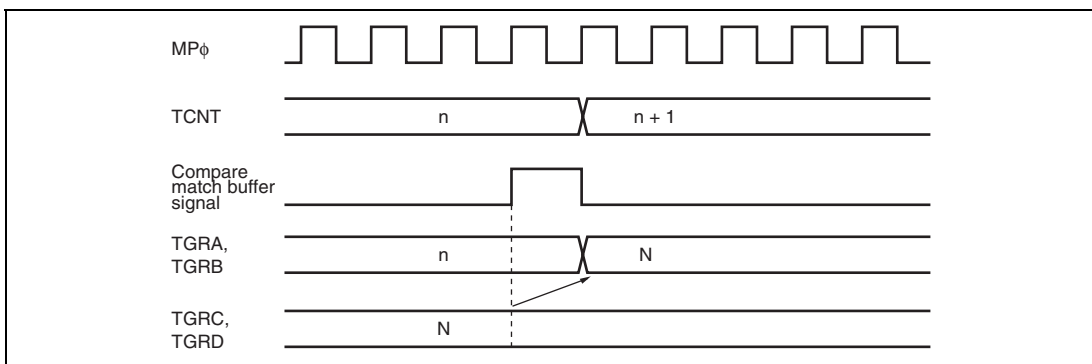 MPϕ
TCNT
n
n + 1
Compare
match buffer
signal
TGRA,
TGRB
n
N
TGRC,
TGRD
N